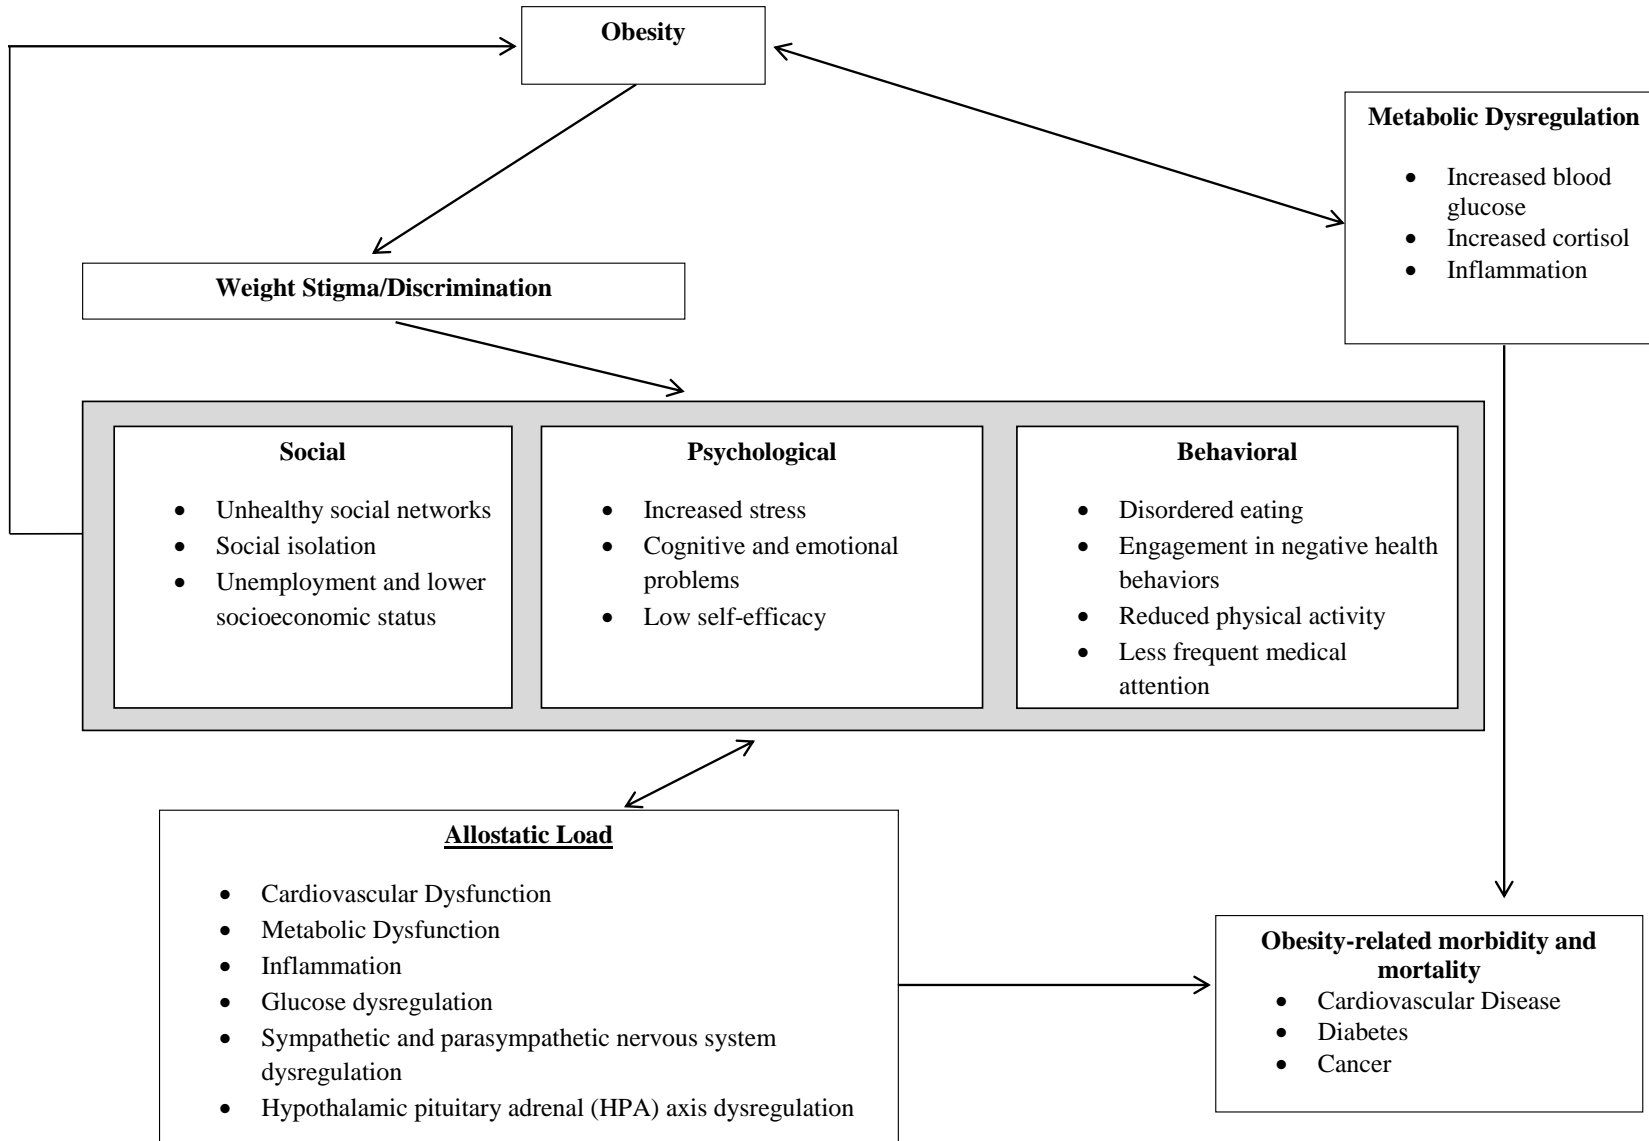 Obesity
Metabolic Dysregulation
• Increased blood
glucose
• Increased cortisol
• Inflammation
Weight Stigma/Discrimination
Social
• Unhealthy social networks
• Social isolation
• Unemployment and lower
socioeconomic status
Psychological
• Increased stress
• Cognitive and emotional
problems
• Low self-efficacy
Behavioral
• Disordered eating
• Engagement in negative health
behaviors
• Reduced physical activity
• Less frequent medical
attention
Allostatic Load
• Cardiovascular Dysfunction
• Metabolic Dysfunction
• Inflammation
• Glucose dysregulation
• Sympathetic and parasympathetic nervous system
dysregulation
• Hypothalamic pituitary adrenal (HPA) axis dysregulation
Obesity-related morbidity and
mortality
• Cardiovascular Disease
• Diabetes
• Cancer